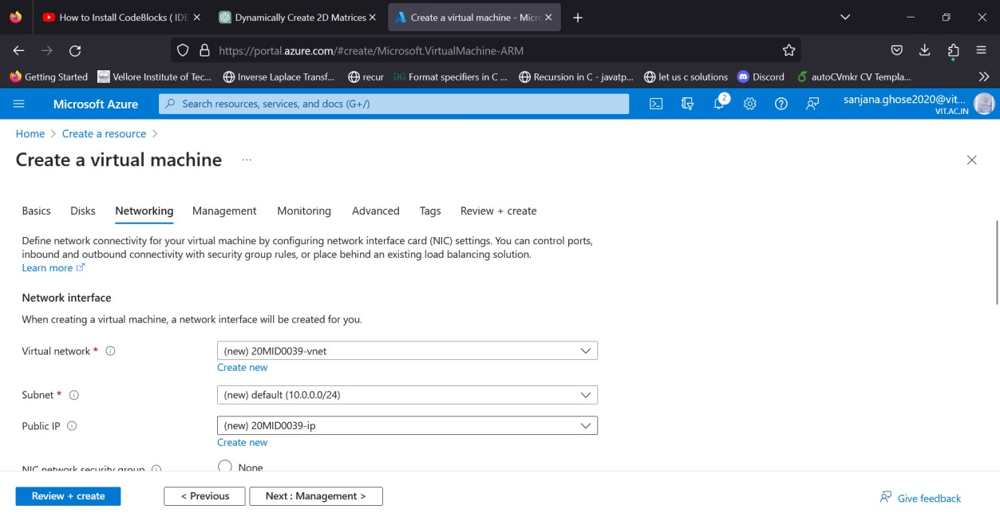 How to Install CodeBlocks ( IDE
Dynamically Create 2D Matrices
Create a virtual machine - Micro
https://portal.azure.com/#create/Microsoft.VirtualMachine-ARM
Getting Started Vellore Institute of Tec... Inverse Laplace Transf... recur Format specifiers in C ... Recursion in C - javatp... let us c solutions Discord autoCVmkr CV Templa...
Microsoft Azure Search resources, services, and docs (G+/) 2 sanjana.ghose2020@vit...
VIT.AC.IN
Home > Create a resource >
Create a virtual machine ...
Basics Disks Networking Management Monitoring Advanced Tags Review + create
Define network connectivity for your virtual machine by configuring network interface card (NIC) settings. You can control ports,
inbound and outbound connectivity with security group rules, or place behind an existing load balancing solution.
Learn more
Network interface
When creating a virtual machine, a network interface will be created for you.
Virtual network * (new) 20MID0039-vnet
Create new
Subnet * (new) default (10.0.0.0/24)
Public IP (new) 20MID0039-ip
Create new
NIC network security group None
Review + create < Previous Next : Management > Give feedback